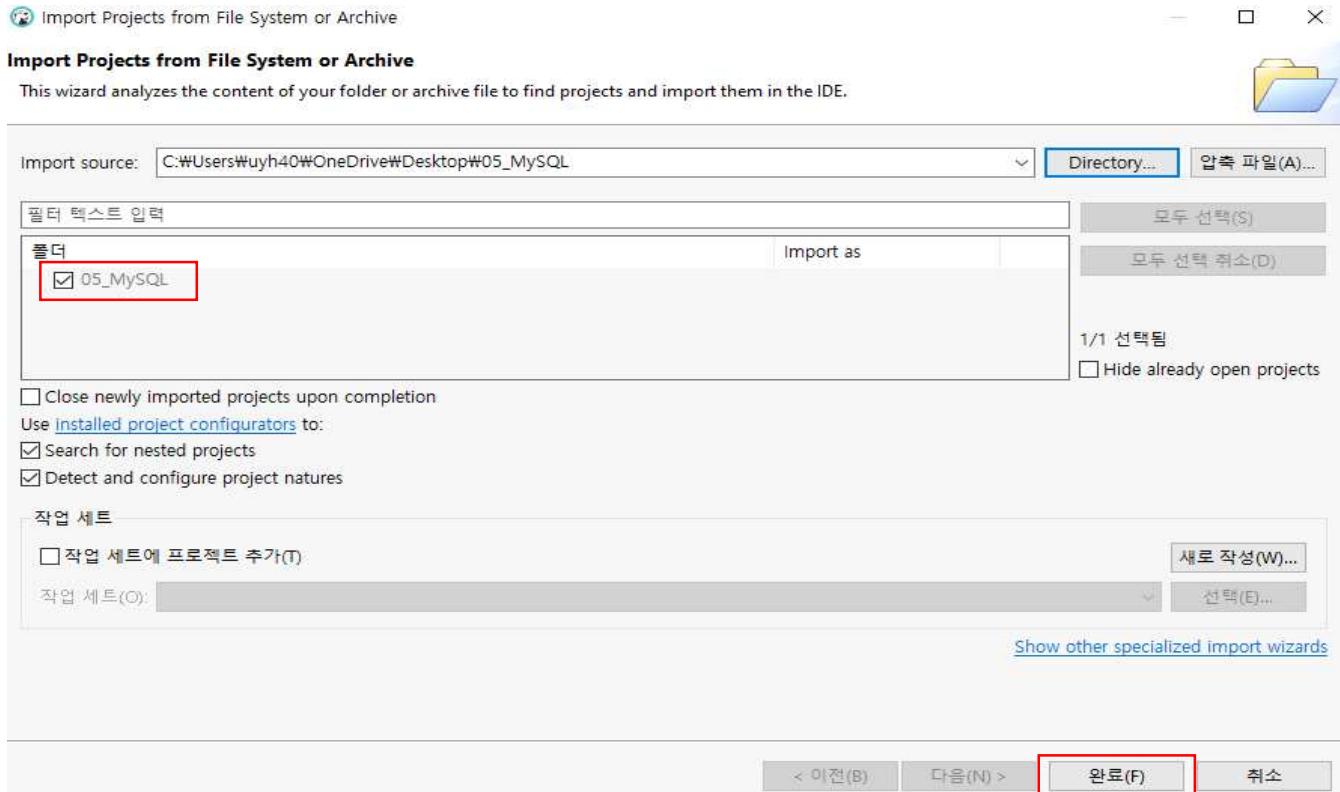 Import Projects from File System or Archive
Import Projects from File System or Archive
This wizard analyzes the content of your folder or archive file to find projects and import them in the IDE.
Import source: C:₩Users₩uyh40₩OneDrive₩Desktop₩05_MySQL Directory... 압축 파일(A)...
필터 텍스트 입력 모두 선택(S)
폴더 Import as
모두 선택 취소(D)
05_MySQL
1/1 선택됨
Hide already open projects
Close newly imported projects upon completion
Use installed project configurators to:
Search for nested projects
Detect and configure project natures
작업 세트
작업 세트에 프로젝트 추가(T) 새로 작성(W)...
작업 세트(O): 선택(E)...
Show other specialized import wizards
< 이전(B) 다음(N) > 완료(F) 취소